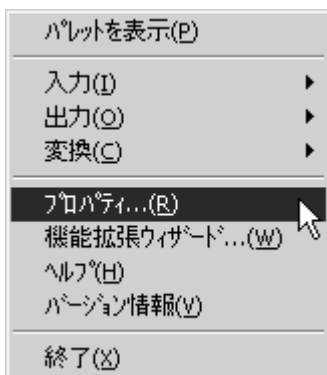 ﾊﾟﾚｯﾄを表示(P)
入力(I)
出力(O)
変換(C)
ﾌﾟﾛﾊﾟﾃｨ...(R)
機能拡張ｳｨｻﾞｰﾄﾞ...(W)
ﾍﾙﾌﾟ(H)
ﾊﾞｰｼﾞｮﾝ情報(V)
終了(X)